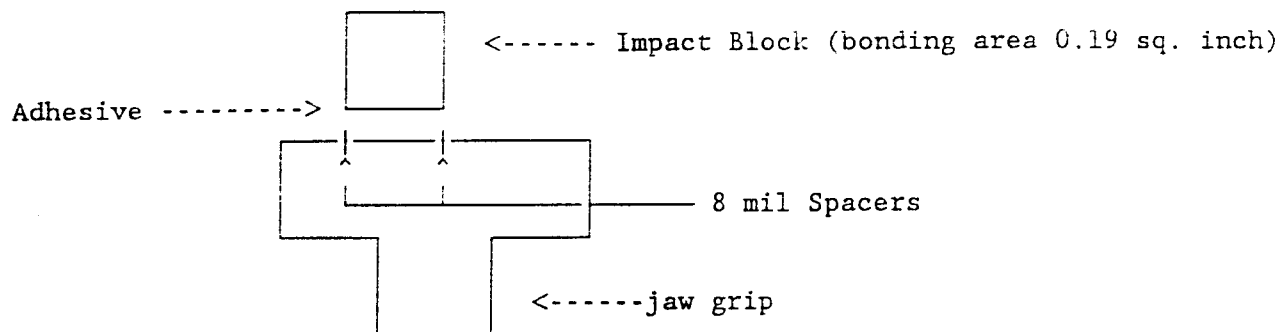 <------ Impact Block (bonding area 0.19 sq. inch)
Adhesive --------->
8 mil Spacers
<------jaw grip